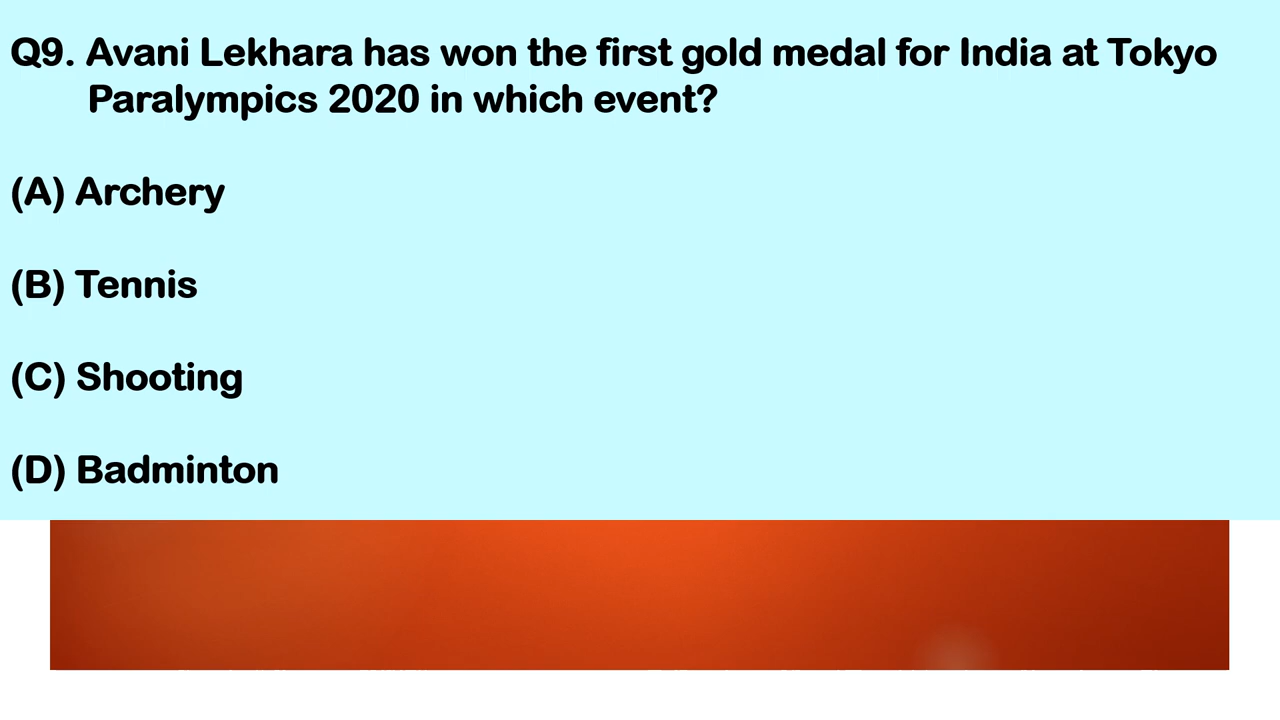 Q9. Avani Lekhara has won the first gold medal for India at Tokyo
Paralympics 2020 in which event?
(A) Archery
(B) Tennis
(C) Shooting
(D) Badminton